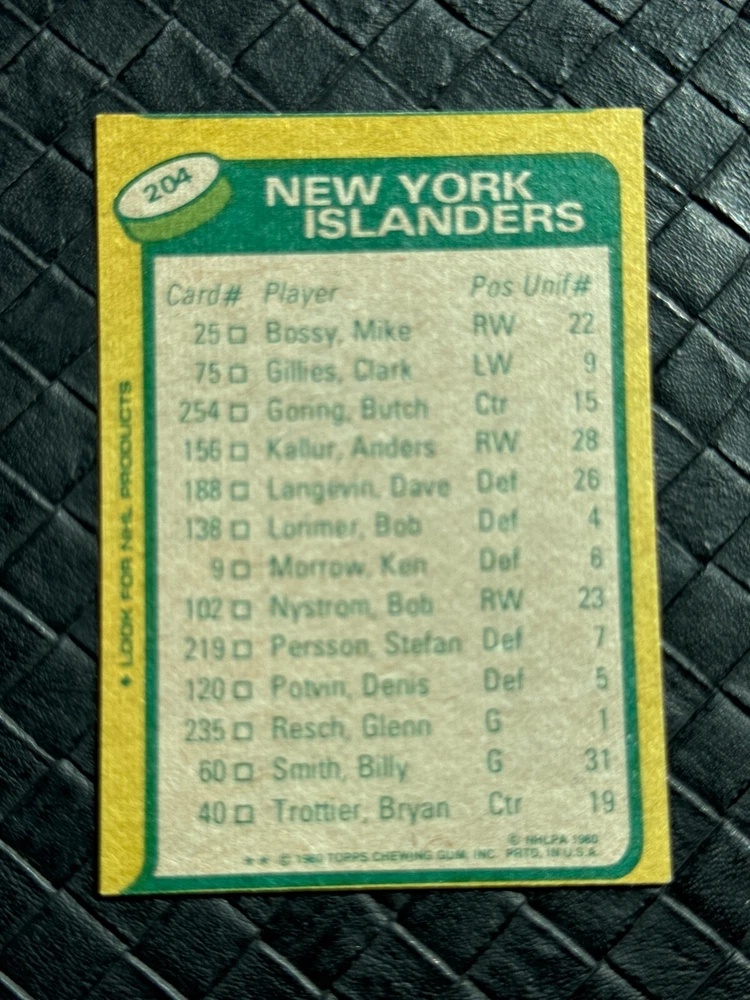 204
NEW YORK
ISLANDERS
Card# Player Pos Unif#
25 □ Bossy, Mike RW 22
75 □ Gillies, Clark LW 9
254 □ Goring, Butch Ctr 15
156 □ Kallur, Anders RW 28
188 □ Langevin, Dave Def 26
138 □ Lorimer, Bob Def 4
9 □ Morrow, Ken Def 6
102 □ Nystrom, Bob RW 23
219 □ Persson, Stefan Def 7
120 □ Potvin, Denis Def 5
235 □ Resch, Glenn G 1
60 □ Smith, Billy G 31
40 □ Trottier, Bryan Ctr 19
© NHLPA 1980
★★ © 1980 TOPPS CHEWING GUM, INC. PRTD. IN U.S.A.
♦ LOOK FOR NHL PRODUCTS